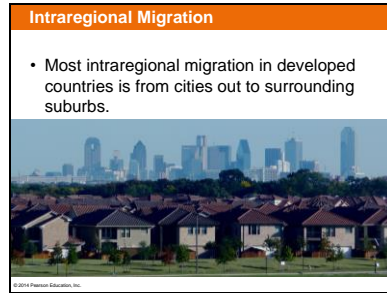 Intraregional Migration
• Most intraregional migration in developed
countries is from cities out to surrounding
suburbs.
© 2014 Pearson Education, Inc.